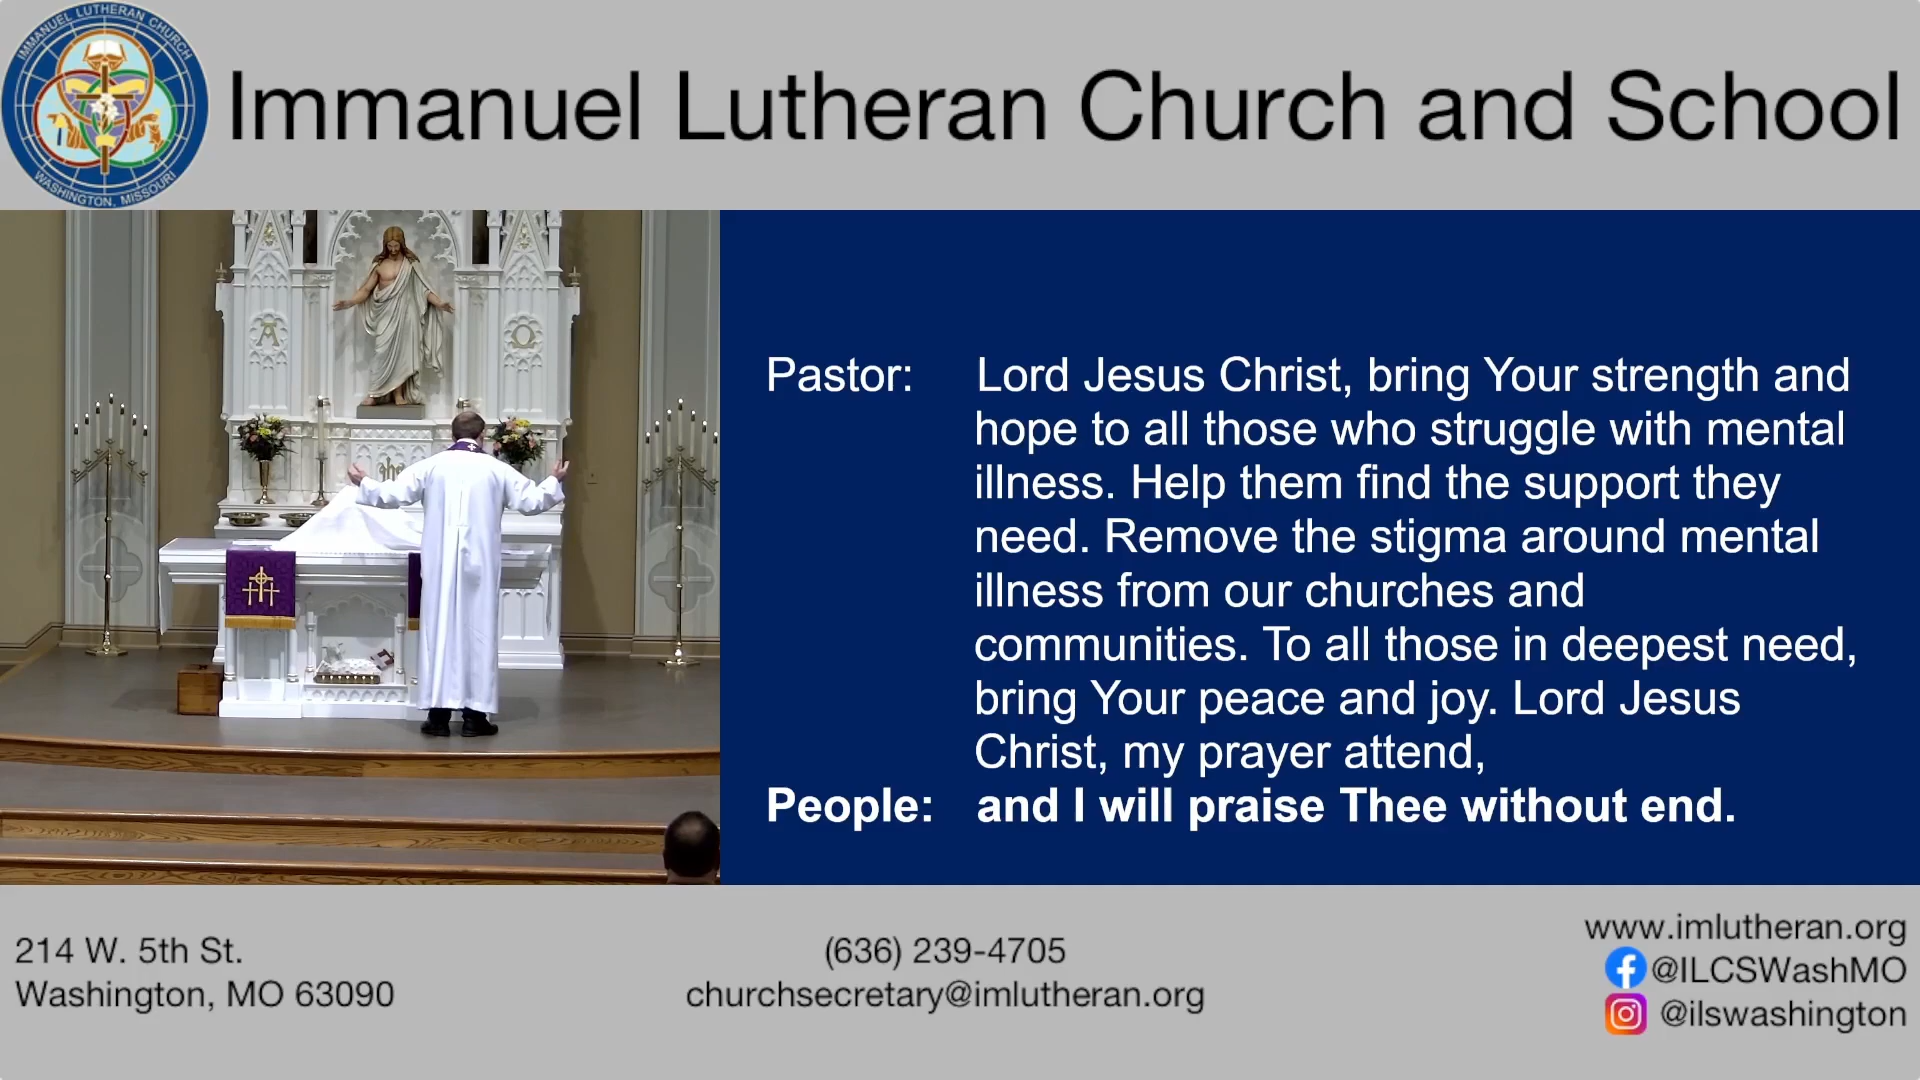 IMMANUEL LUTHERAN CHURCH
WASHINGTON, MISSOURI
Immanuel Lutheran Church and School
A
O
ihs
Pastor: Lord Jesus Christ, bring Your strength and
hope to all those who struggle with mental
illness. Help them find the support they
need. Remove the stigma around mental
illness from our churches and
communities. To all those in deepest need,
bring Your peace and joy. Lord Jesus
Christ, my prayer attend,
People: and I will praise Thee without end.
214 W. 5th St.
Washington, MO 63090
(636) 239-4705
churchsecretary@imlutheran.org
www.imlutheran.org
@ILCSWashMO
@ilswashington